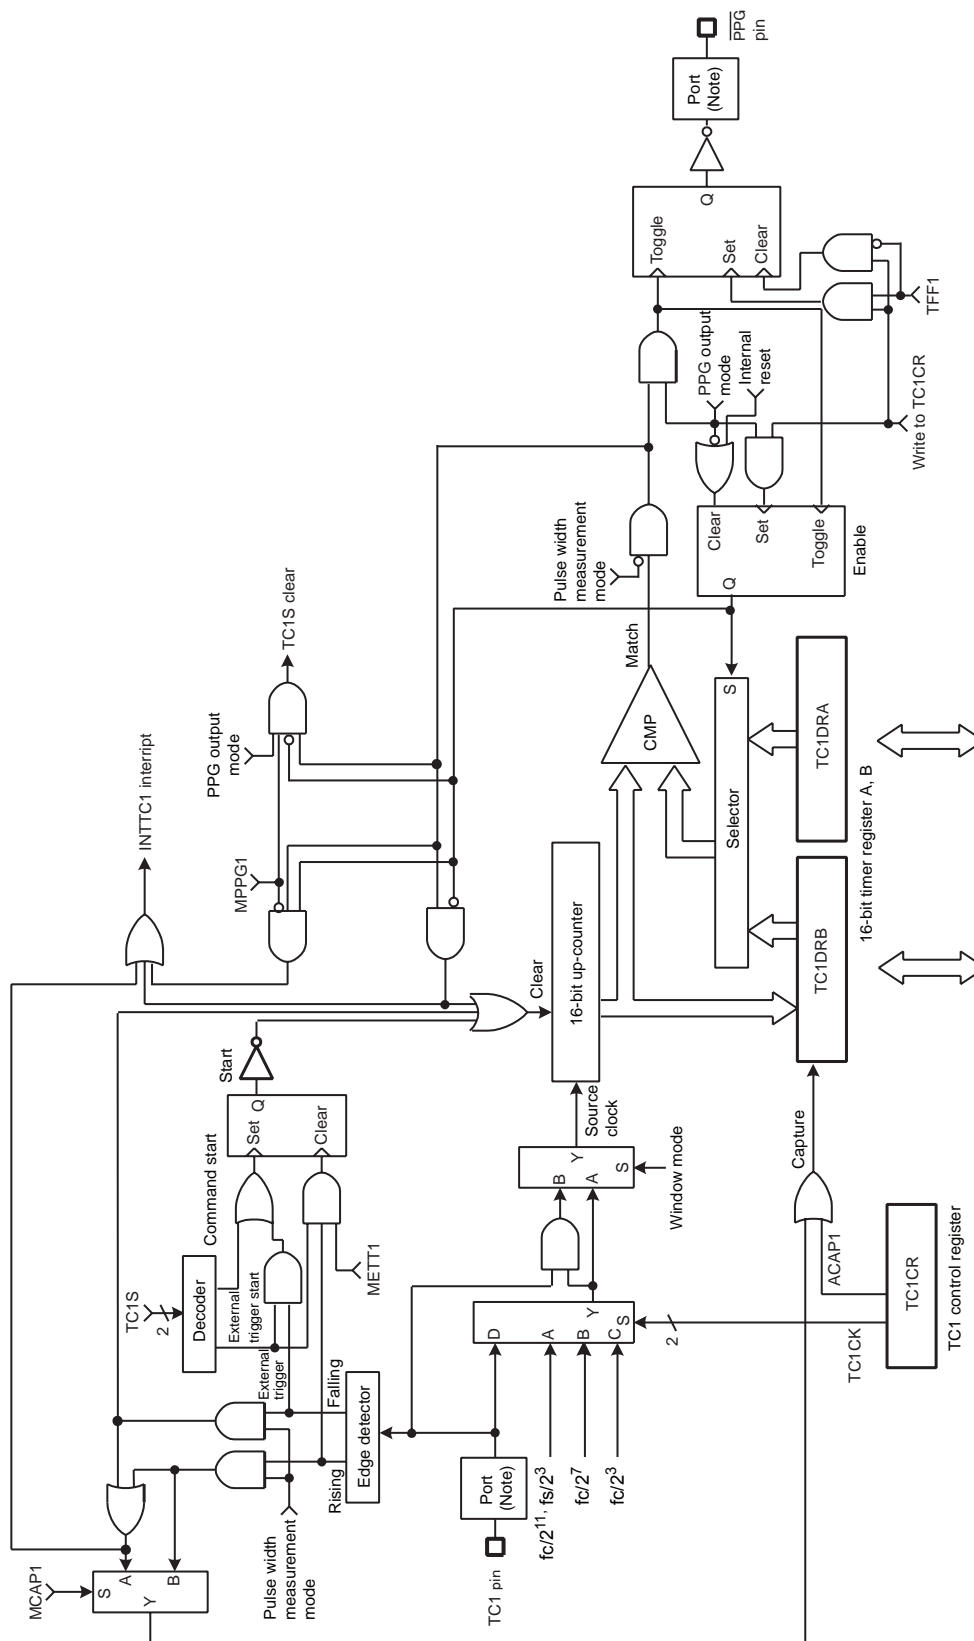 MCAP1
S
A
B
Y
Pulse width
measurement
mode
TC1S
2
Decoder
External
trigger start
External
trigger
Falling
Rising
Edge detector
Command start
Set
Q
Clear
METT1
Start
INTTC1 interript
MPPG1
PPG output
mode
TC1S clear
TC1 pin
Port
(Note)
fc/2^11, fs/2^3
fc/2^7
fc/2^3
D
A
B
C
S
Y
B
A
S
Y
Window mode
Source
clock
Clear
16-bit up-counter
CMP
Match
Pulse width
measurement
mode
Selector
S
TC1DRB
TC1DRA
16-bit timer register A, B
Capture
ACAP1
TC1CK
2
TC1CR
TC1 control register
Q
Clear
Set
Toggle
Enable
PPG output
mode
Internal
reset
Write to TC1CR
TFF1
Toggle
Set
Clear
Q
Port
(Note)
PPG
pin